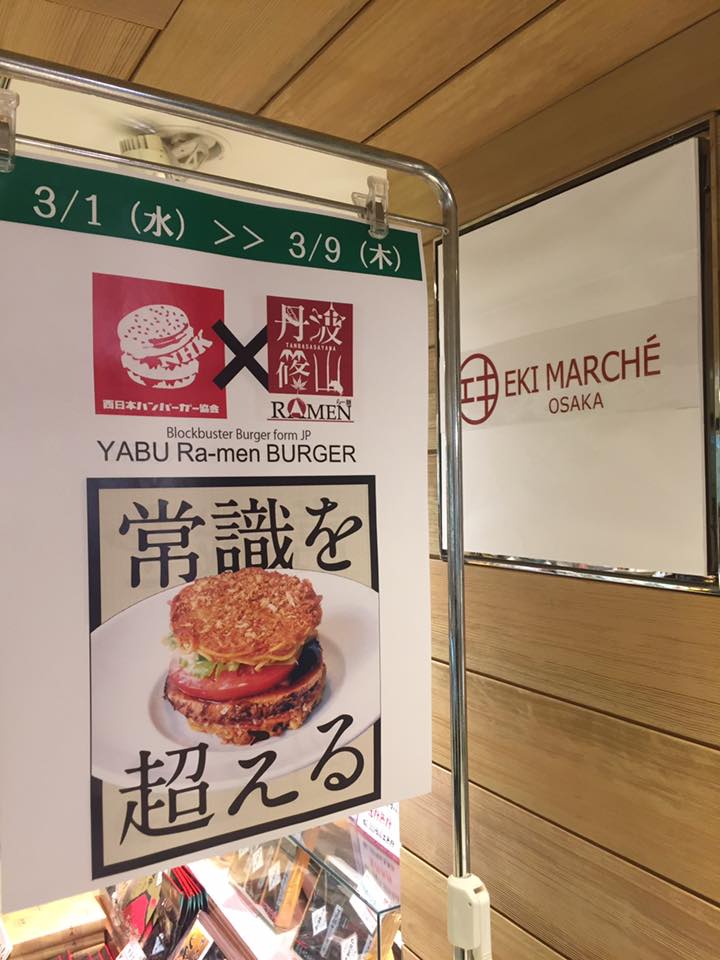 3/1 (水) >> 3/9 (木)
NHK
西日本ハンバーガー協会
丹波
TANBASASAYAMA
篠山
RAMEN
Blockbuster Burger form JP
YABU Ra-men BURGER
常識を
超える
EKI MARCHÉ
OSAKA